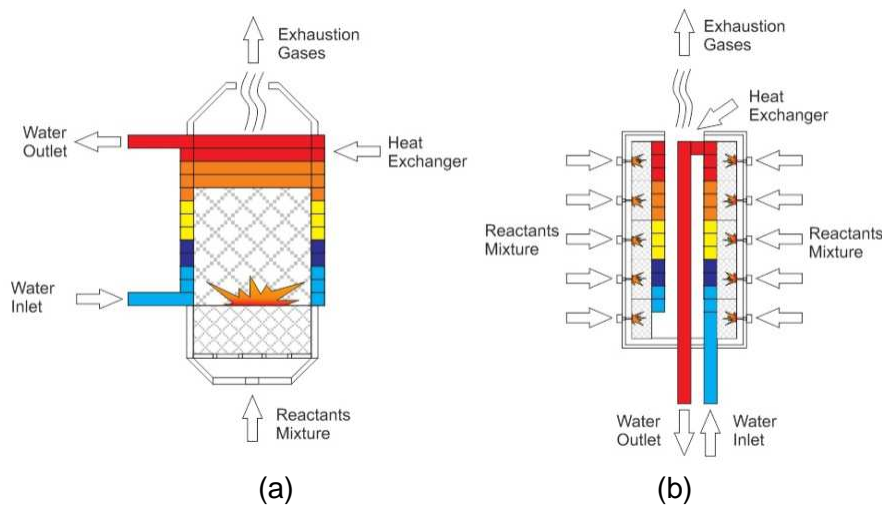 Exhaustion
Gases
Water
Outlet
Heat
Exchanger
Water
Inlet
Reactants
Mixture
(a)
Exhaustion
Gases
Heat
Exchanger
Reactants
Mixture
Reactants
Mixture
Water
Outlet
Water
Inlet
(b)